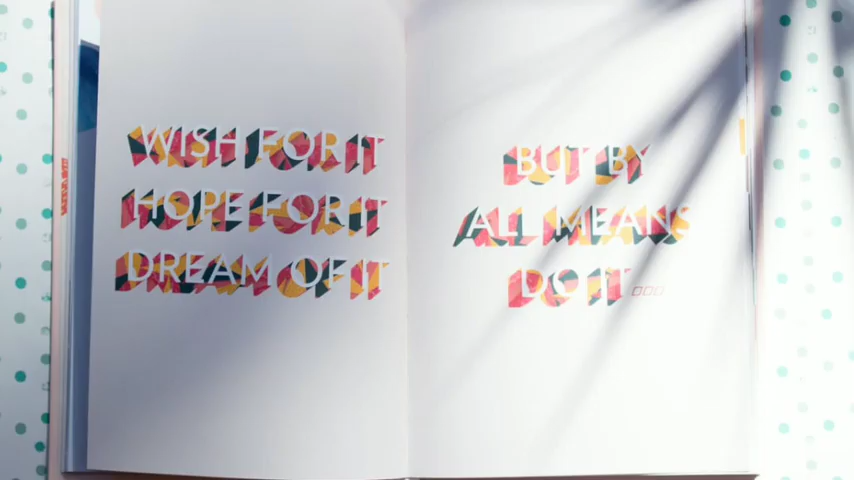 WISH FOR IT
HOPE FOR IT
DREAM OF IT
BUT BY
ALL MEANS
DO IT